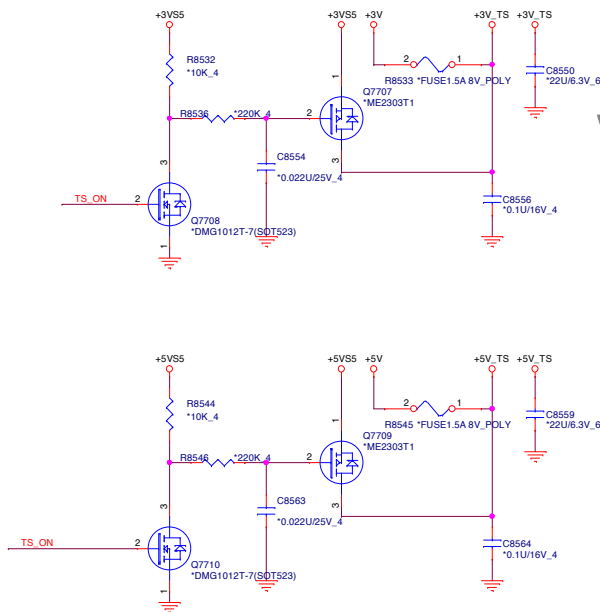 +3VS5
+3VS5
+3V
+3V_TS
+3V_TS
R8532
*10K_4
1
2
1
R8533 *FUSE1.5A 8V_POLY
C8550
*22U/6.3V_6
Q7707
*ME2303T1
R8536
*220K_4
2
3
3
C8554
*0.022U/25V_4
TS_ON
2
Q7708
*DMG1012T-7(SOT523)
1
C8556
*0.1U/16V_4
+5VS5
+5VS5
+5V
+5V_TS
+5V_TS
R8544
*10K_4
1
2
1
R8545 *FUSE1.5A 8V_POLY
C8559
*22U/6.3V_6
Q7709
*ME2303T1
R8546
*220K_4
2
3
3
C8563
*0.022U/25V_4
TS_ON
2
Q7710
*DMG1012T-7(SOT523)
1
C8564
*0.1U/16V_4